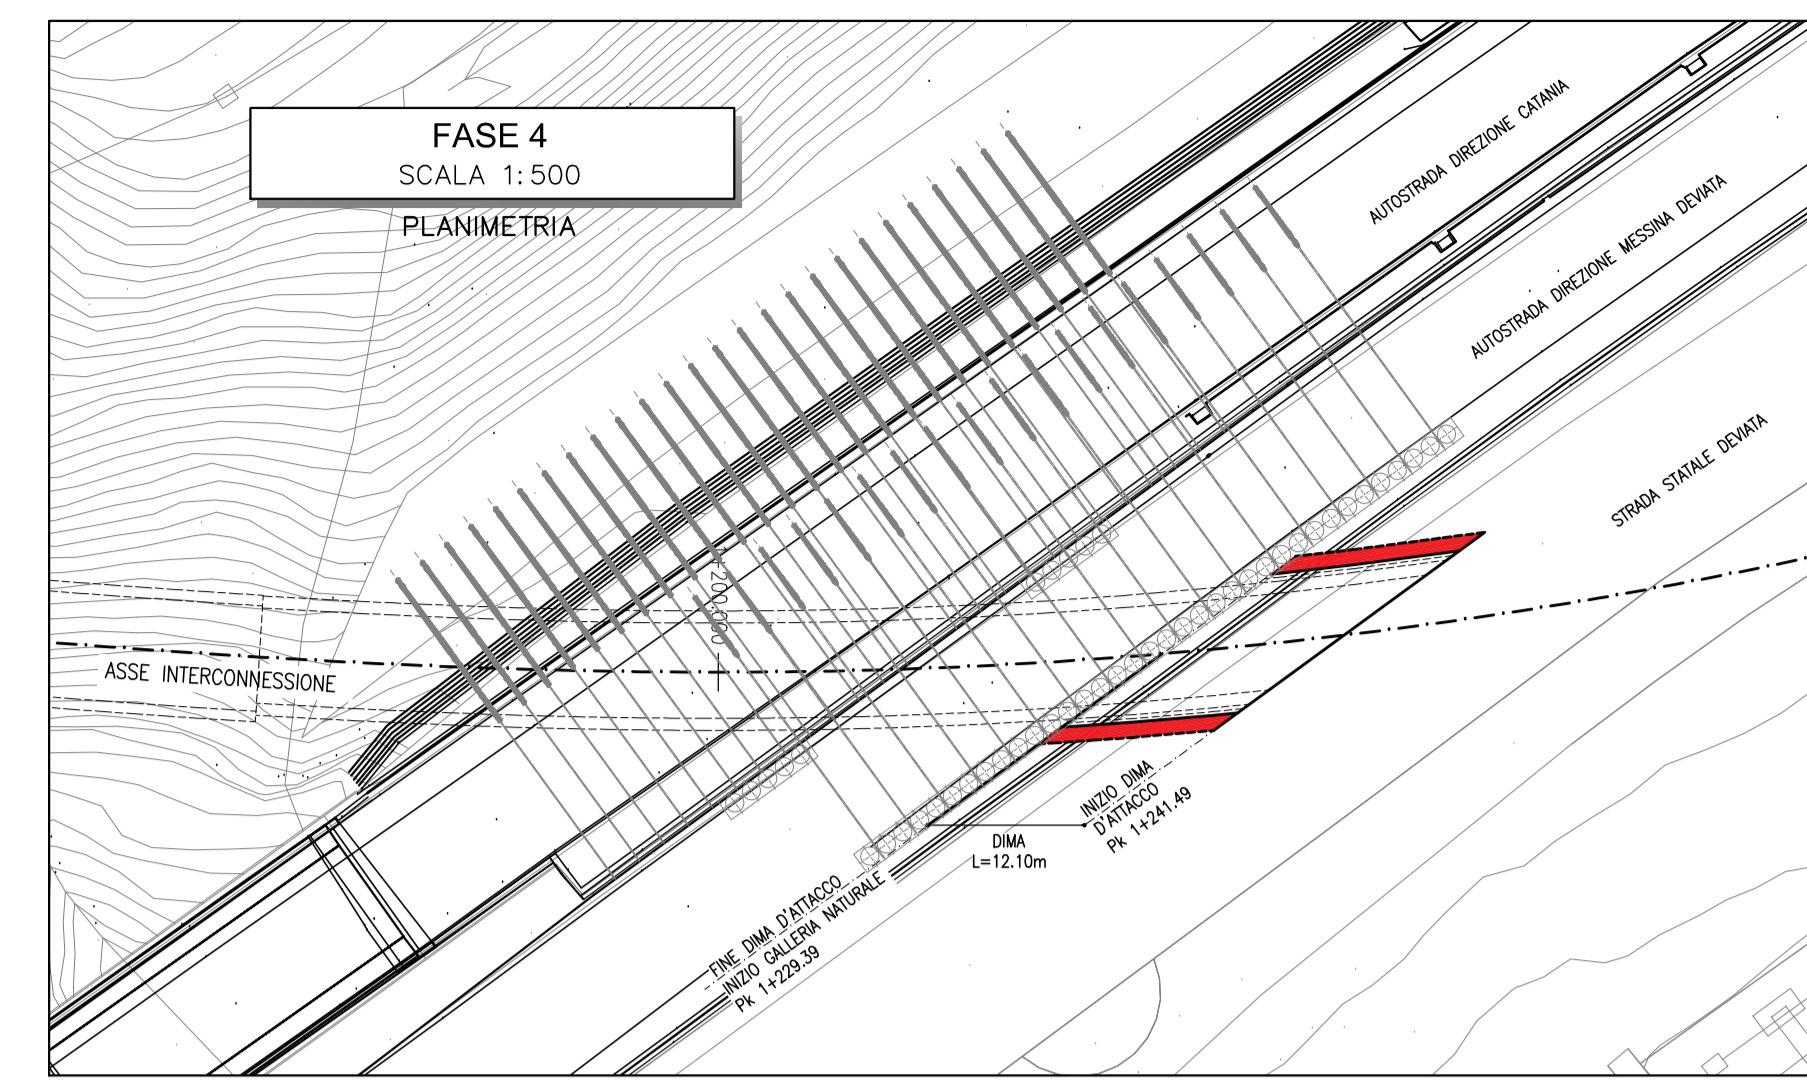 FASE 4
SCALA 1:500
PLANIMETRIA
AUTOSTRADA DIREZIONE CATANIA
AUTOSTRADA DIREZIONE MESSINA DEVIATA
STRADA STATALE DEVIATA
1+200.000
ASSE INTERCONNESSIONE
INIZIO DIMA
D'ATTACCO
Pk 1+241.49
DIMA
L=12.10m
FINE DIMA D'ATTACCO
INIZIO GALLERIA NATURALE
Pk 1+229.39